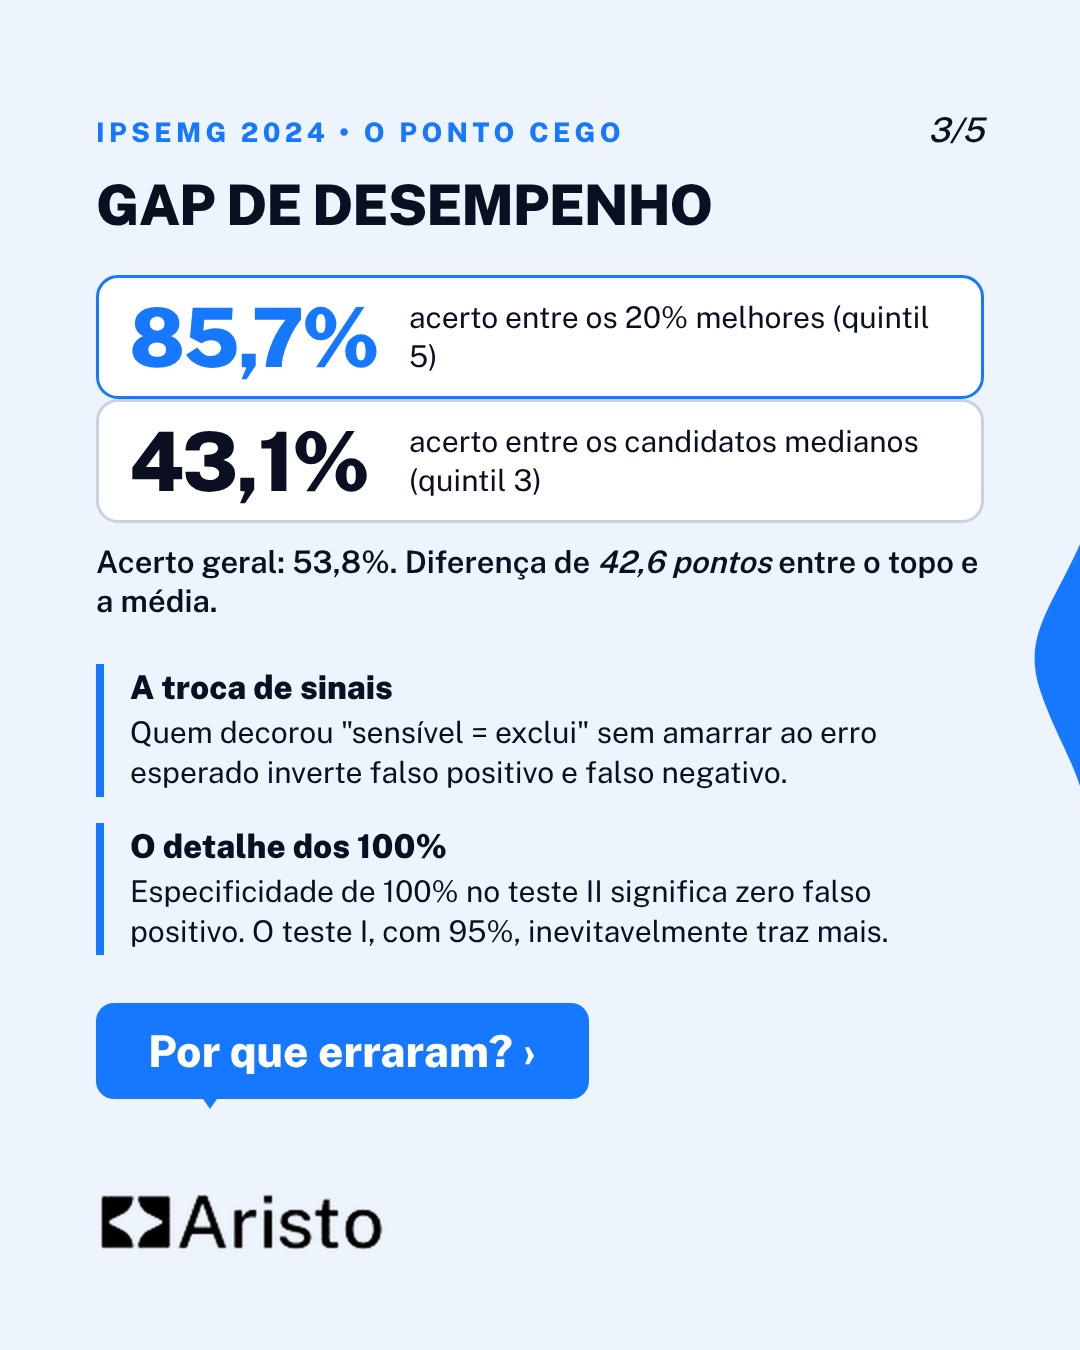 IPSEMG 2024 • O PONTO CEGO
3/5
GAP DE DESEMPENHO
85,7%
acerto entre os 20% melhores (quintil
5)
43,1%
acerto entre os candidatos medianos
(quintil 3)
Acerto geral: 53,8%. Diferença de 42,6 pontos entre o topo e
a média.
A troca de sinais
Quem decorou "sensível = exclui" sem amarrar ao erro
esperado inverte falso positivo e falso negativo.
O detalhe dos 100%
Especificidade de 100% no teste II significa zero falso
positivo. O teste I, com 95%, inevitavelmente traz mais.
Por que erraram? ›
Aristo